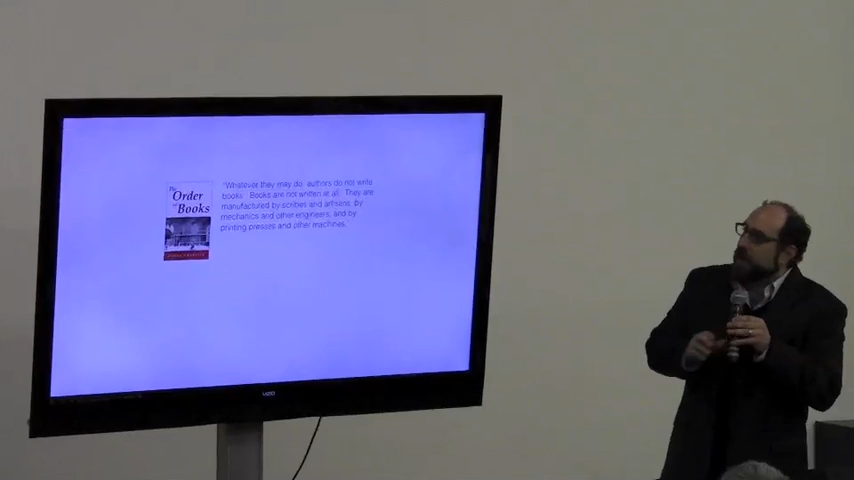 The
Order
of
Books
"Whatever they may do, authors do not write
books. Books are not written at all. They are
manufactured by scribes and artisans, by
mechanics and other engineers, and by
printing presses and other machines."
VIZIO